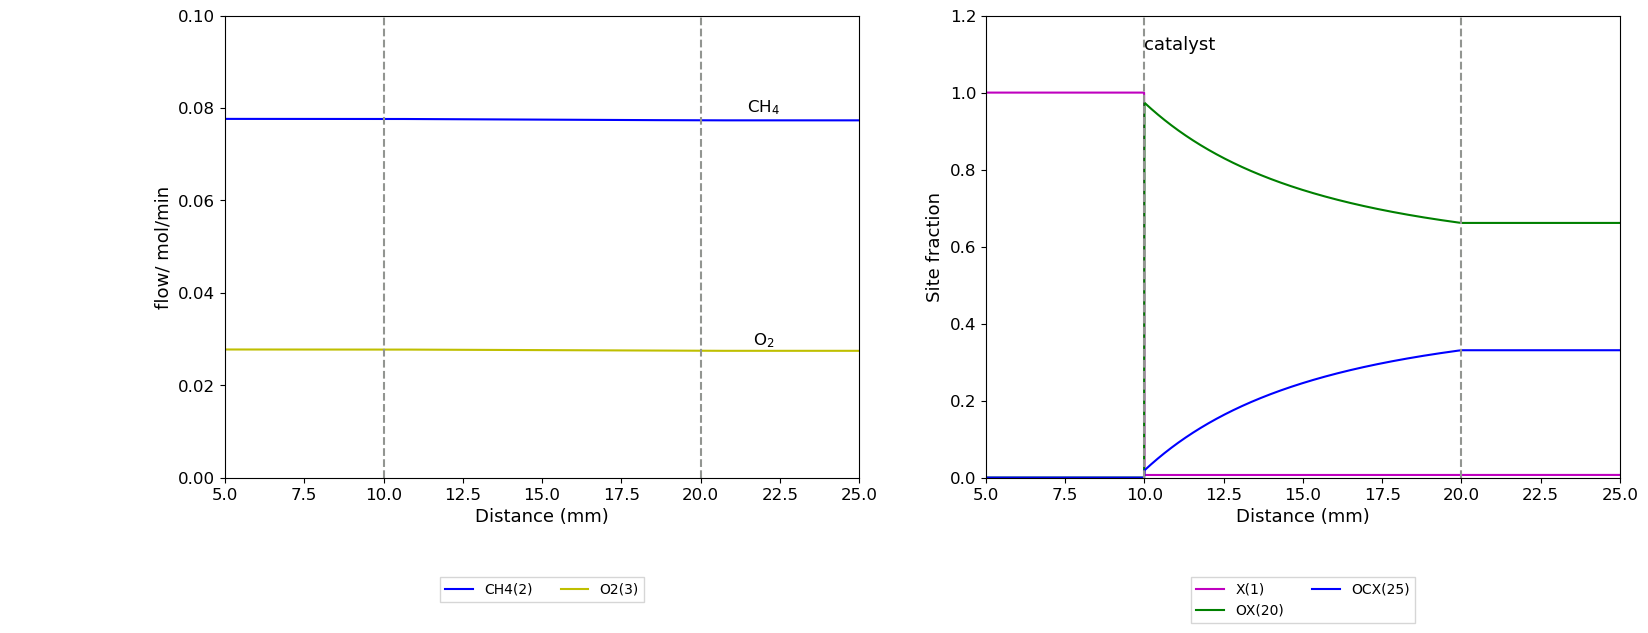 0.10
0.08
0.06
0.04
0.02
0.00
flow/ mol/min
CH₄
O₂
5.0 7.5 10.0 12.5 15.0 17.5 20.0 22.5 25.0
Distance (mm)
CH4(2) O2(3)
1.2
1.0
0.8
0.6
0.4
0.2
0.0
Site fraction
catalyst
5.0 7.5 10.0 12.5 15.0 17.5 20.0 22.5 25.0
Distance (mm)
X(1) OCX(25)
OX(20)